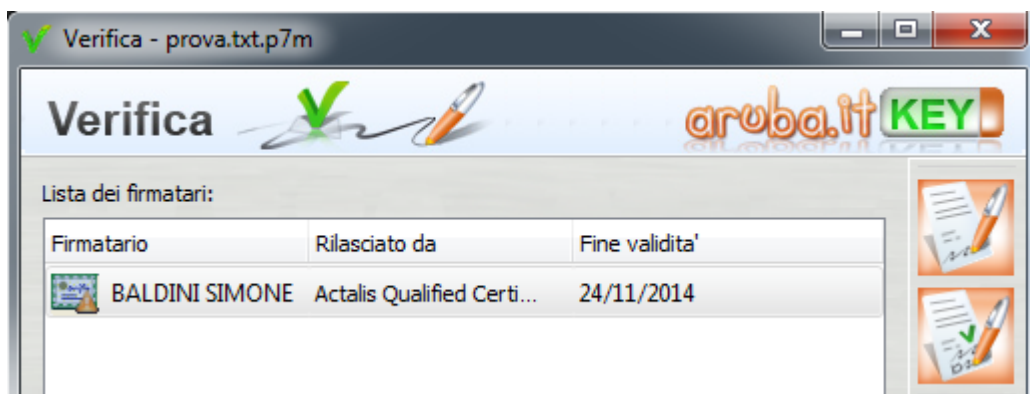 Verifica - prova.txt.p7m
Verifica
aruba.it KEY
Lista dei firmatari:
Firmatario Rilasciato da Fine validita'
BALDINI SIMONE Actalis Qualified Certi... 24/11/2014